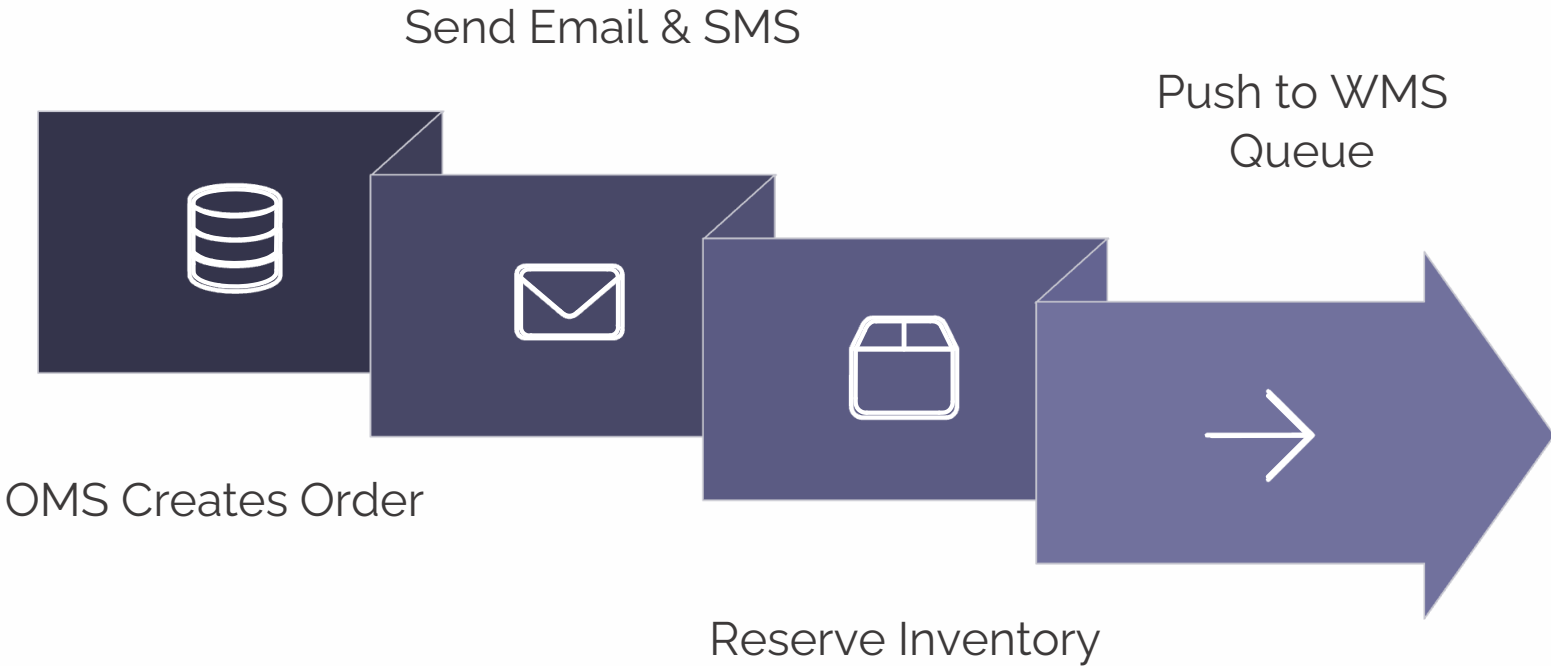 Send Email & SMS
Push to WMS
Queue
OMS Creates Order
Reserve Inventory